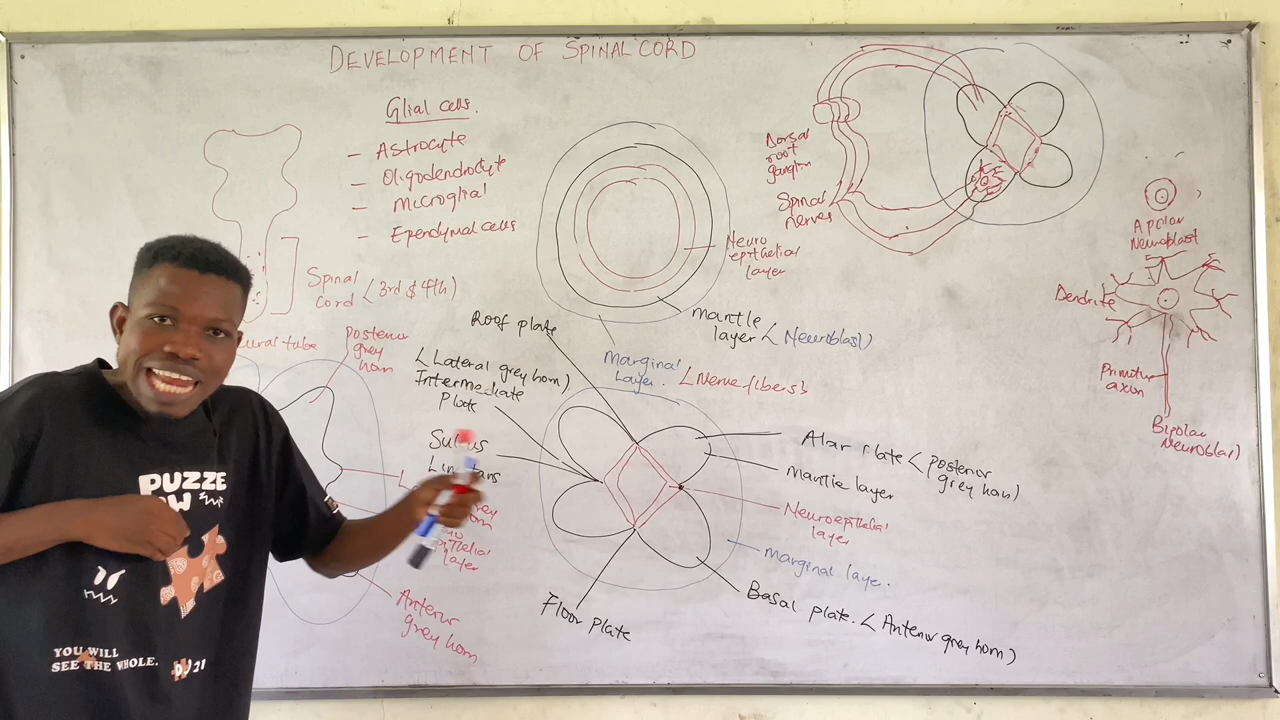 DEVELOPMENT OF SPINAL CORD
Glial cells.
- Astrocyte
- Oligodendrocyte
- Microglial
- Ependymal cells
Spinal
Cord < 3rd & 4th)
ural tube
Posterior
grey
horn
Anterior
grey horn
Neuro
epithelial
layer
Mantle
layer < Neuroblast)
Marginal
Layer. < Nerve fibers>
Roof plate
< Lateral grey horn)
Intermediate
Plate
Floor plate
Alar Plate < Posterior
grey horn)
Mantle layer
Neuroepithelial
layer
Marginal laye.
Basal plate. < Anterior grey horn)
Dorsal
root
ganglion
Spinal
nerves
Apolar
Neuroblast
Dendrite
Primitive
axon
Bipolar
Neuroblast
PUZZE
YOU WILL
SEE THE WHOLE.